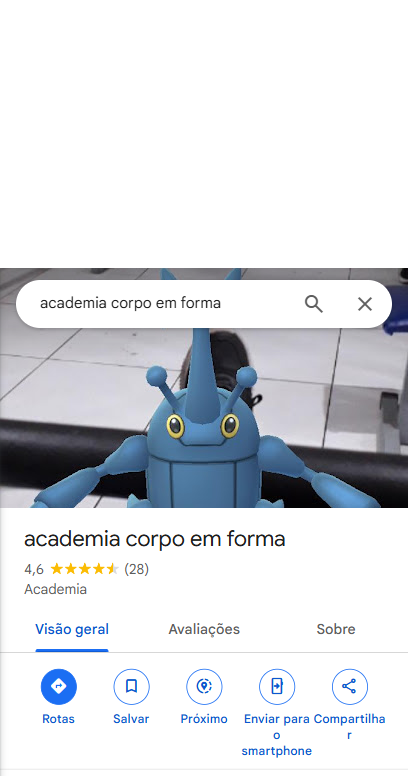 academia corpo em forma
academia corpo em forma
4,6 (28)
Academia
Visão geral Avaliações Sobre
Rotas Salvar Próximo Enviar para o smartphone Compartilhar